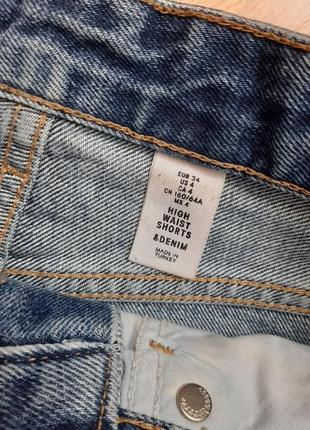 EUR 34
US 4
CA 4
CN 160/64A
MX 4
HIGH
WAIST
SHORTS
&DENIM
MADE IN
TURKEY